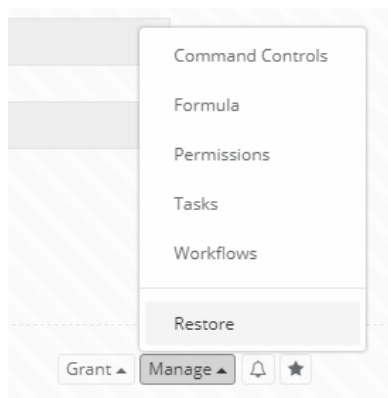 Command Controls
Formula
Permissions
Tasks
Workflows
Restore
Grant Manage